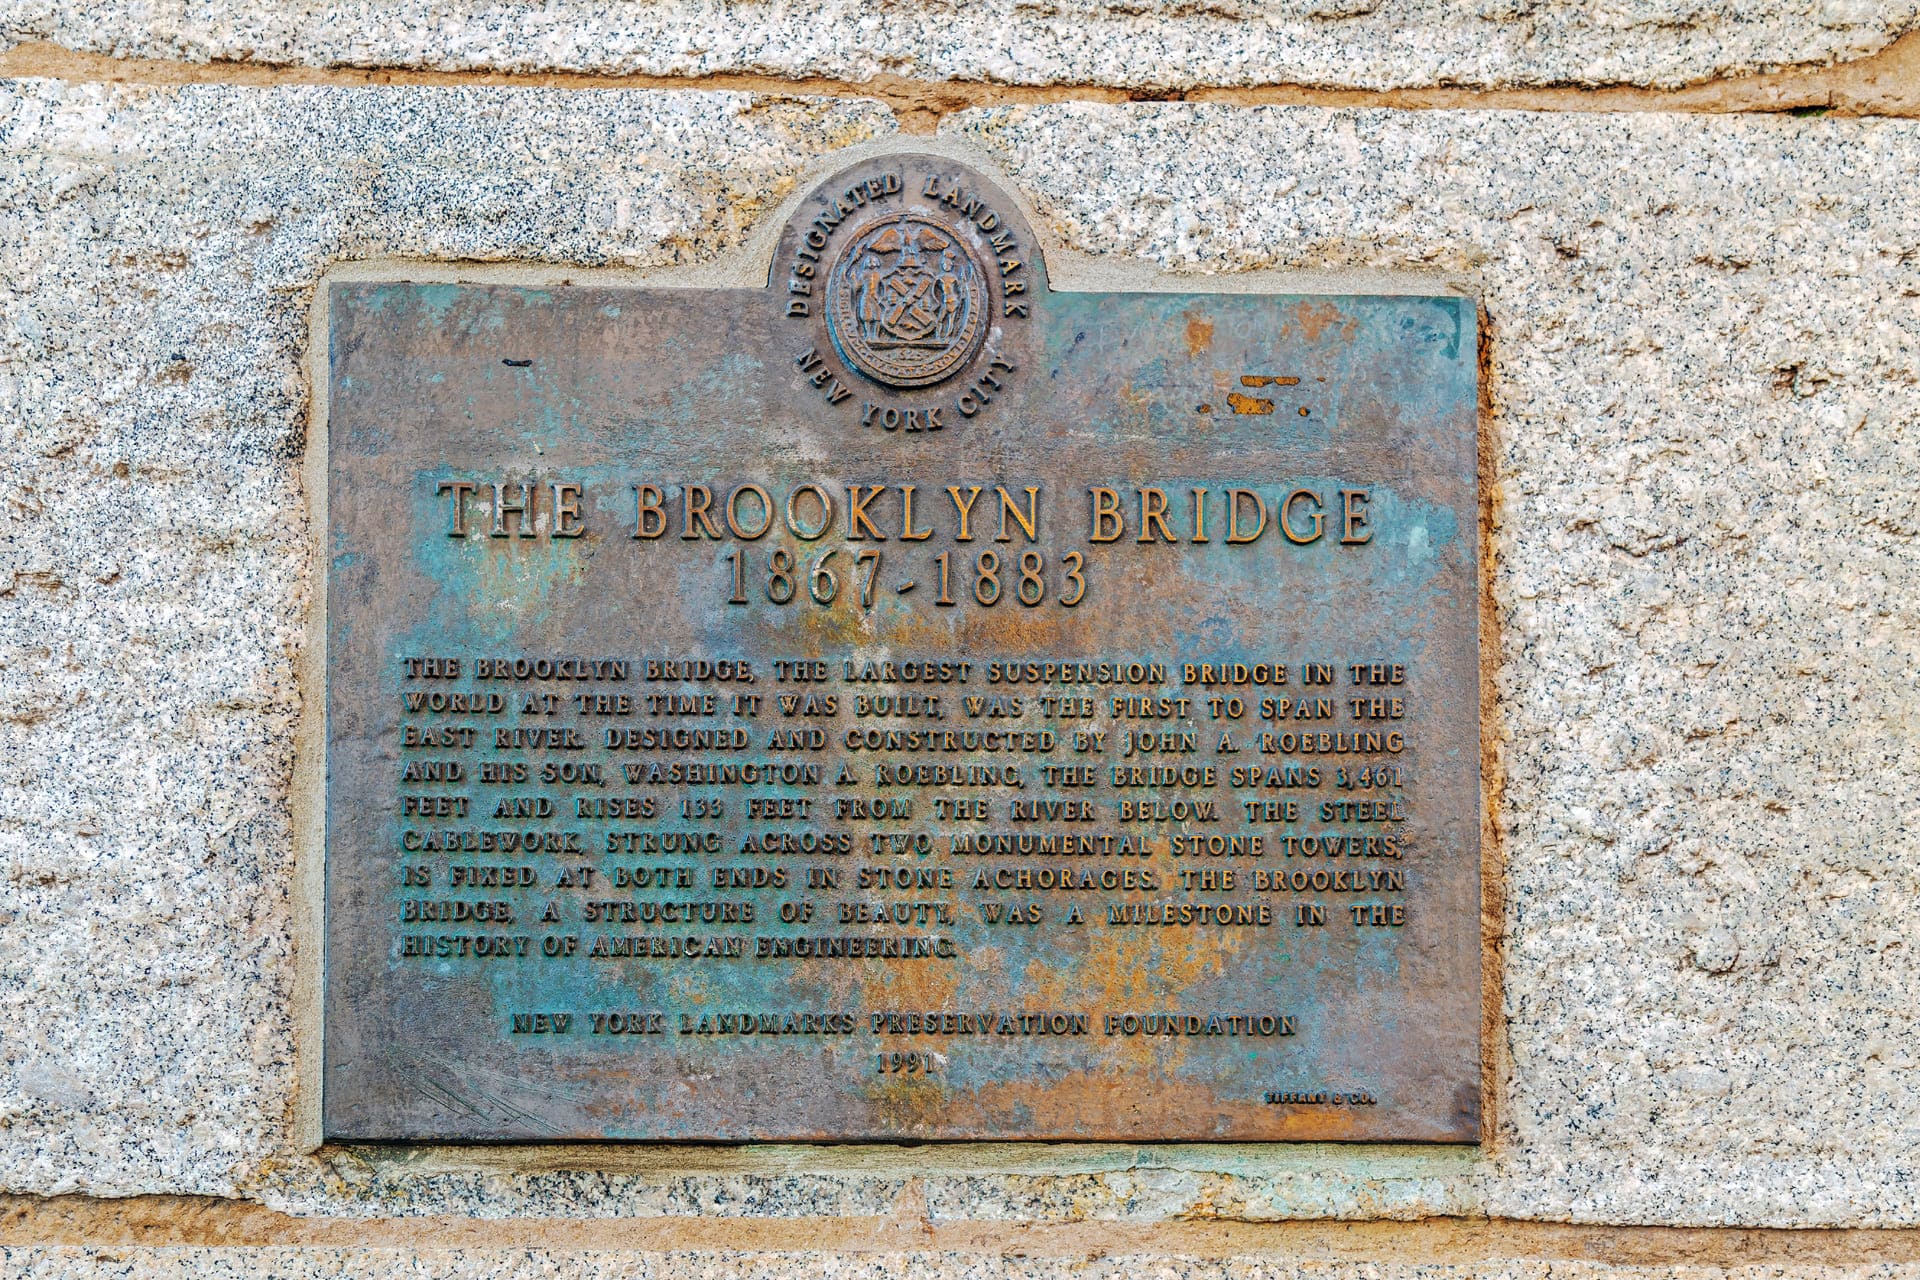 DESIGNATED LANDMARK
NEW YORK CITY
THE BROOKLYN BRIDGE
1867-1883
THE BROOKLYN BRIDGE, THE LARGEST SUSPENSION BRIDGE IN THE
WORLD AT THE TIME IT WAS BUILT, WAS THE FIRST TO SPAN THE
EAST RIVER. DESIGNED AND CONSTRUCTED BY JOHN A. ROEBLING
AND HIS SON, WASHINGTON A. ROEBLING, THE BRIDGE SPANS 3,461
FEET AND RISES 133 FEET FROM THE RIVER BELOW. THE STEEL
CABLEWORK, STRUNG ACROSS TWO MONUMENTAL STONE TOWERS,
IS FIXED AT BOTH ENDS IN STONE ACHORAGES. THE BROOKLYN
BRIDGE, A STRUCTURE OF BEAUTY, WAS A MILESTONE IN THE
HISTORY OF AMERICAN ENGINEERING.
NEW YORK LANDMARKS PRESERVATION FOUNDATION
1991
TIFFANY & CO.